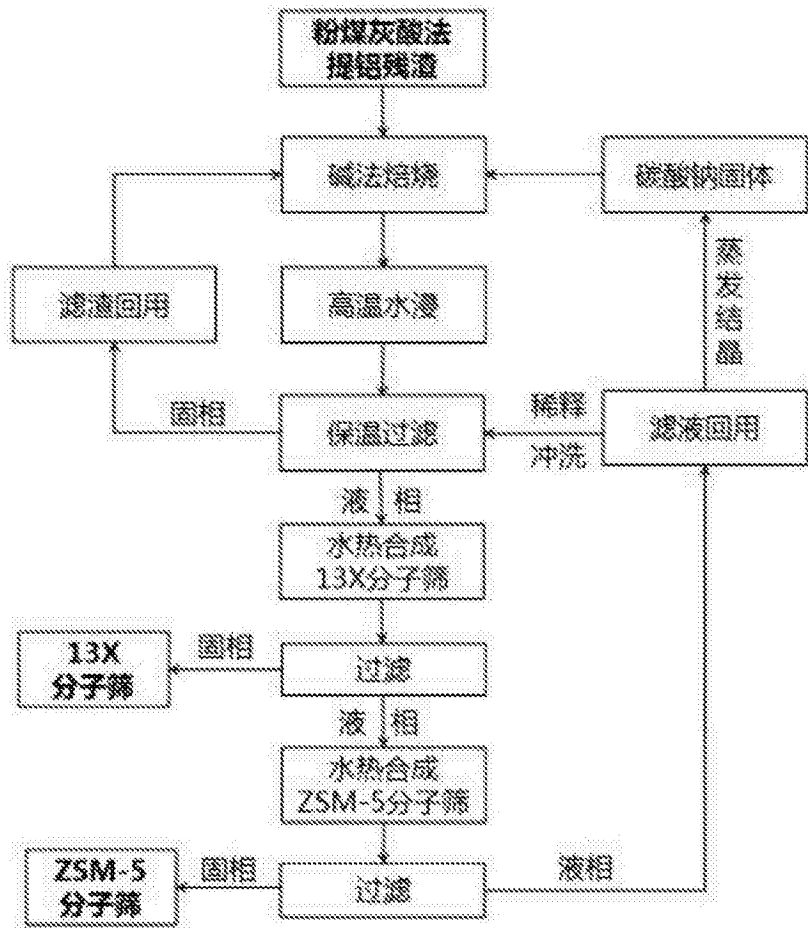 粉煤灰酸法
提铝残渣
碱法焙烧
碳酸钠固体
滤渣回用
高温水浸
蒸发结晶
固相
保温过滤
稀释
冲洗
滤液回用
液相
水热合成
13X分子筛
13X
分子筛
固相
过滤
液相
水热合成
ZSM-5分子筛
ZSM-5
分子筛
固相
过滤
液相